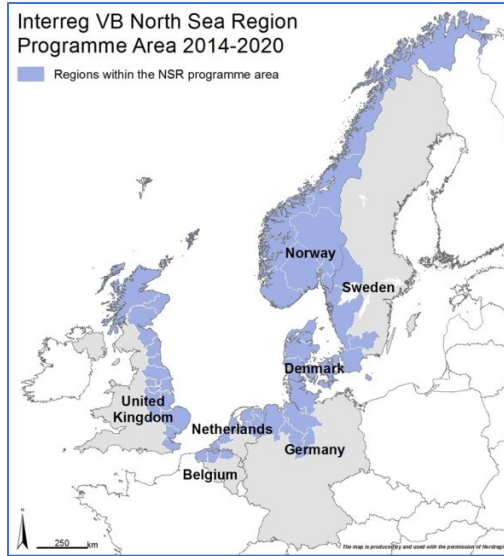 Interreg VB North Sea Region
Programme Area 2014-2020
Regions within the NSR programme area
Norway
Sweden
Denmark
United
Kingdom
Netherlands
Germany
Belgium
N
250 km
The map is produced by and used with the permission of Nordregio